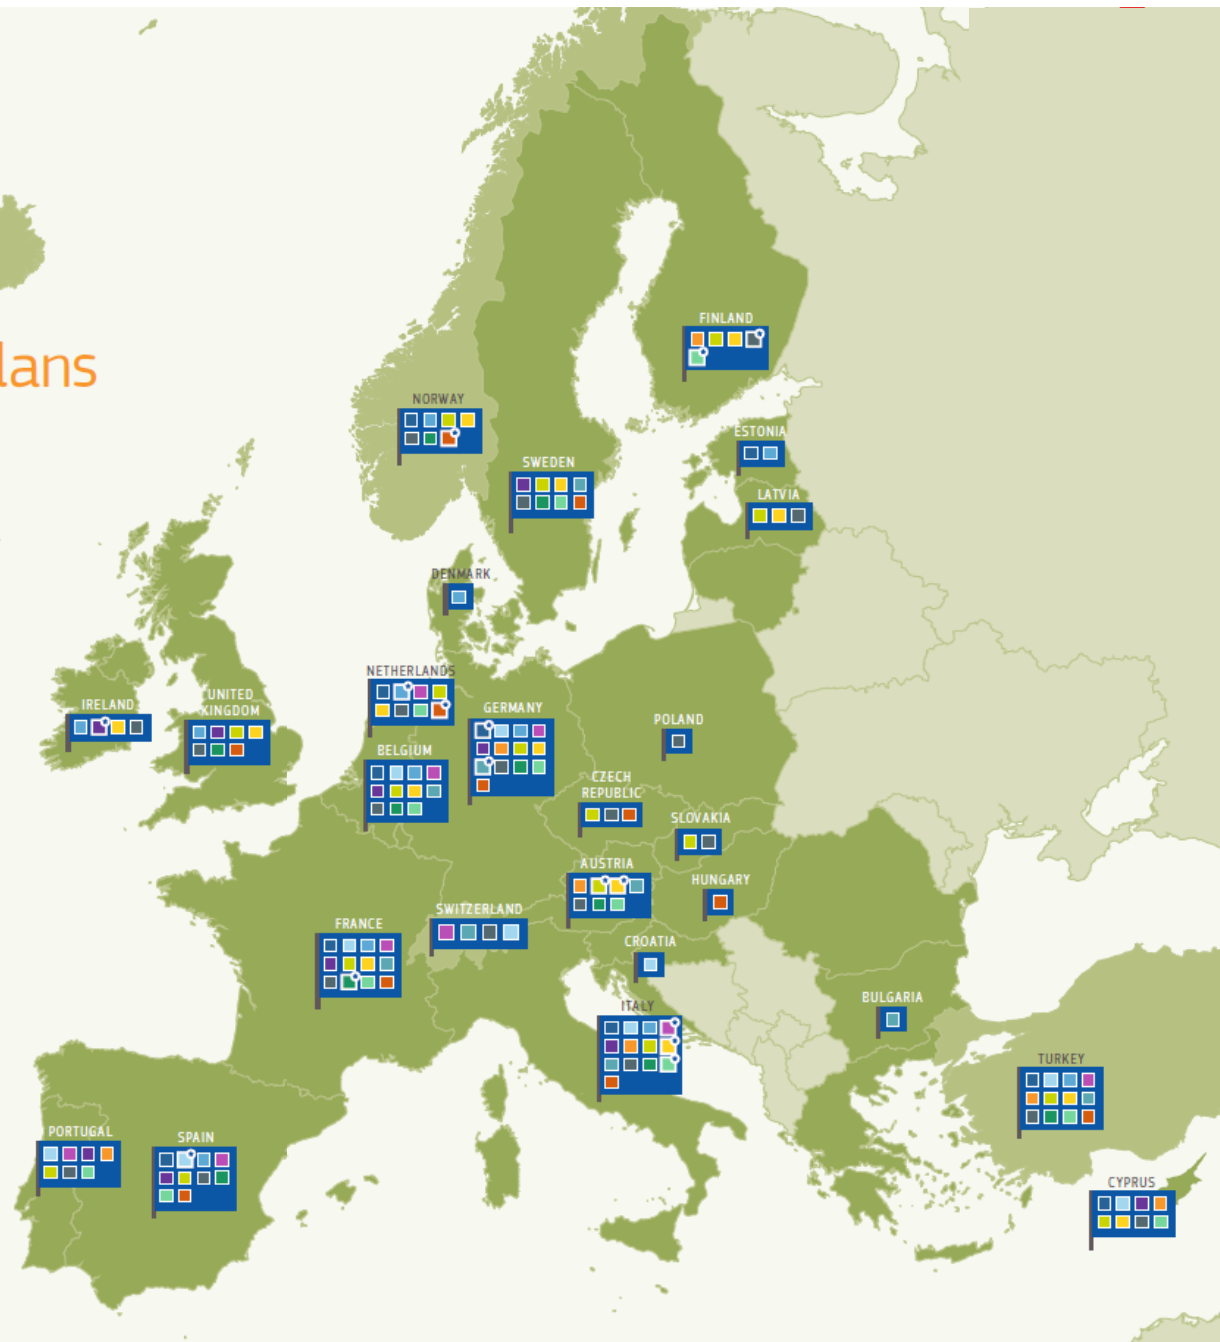 FINLAND
lans
NORWAY
ESTONIA
SWEDEN
LATVIA
DENMARK
NETHERLANDS
UNITED
KINGDOM
IRELAND
GERMANY
POLAND
BELGIUM
CZECH
REPUBLIC
SLOVAKIA
AUSTRIA
HUNGARY
SWITZERLAND
FRANCE
CROATIA
BULGARIA
ITALY
TURKEY
PORTUGAL
SPAIN
CYPRUS